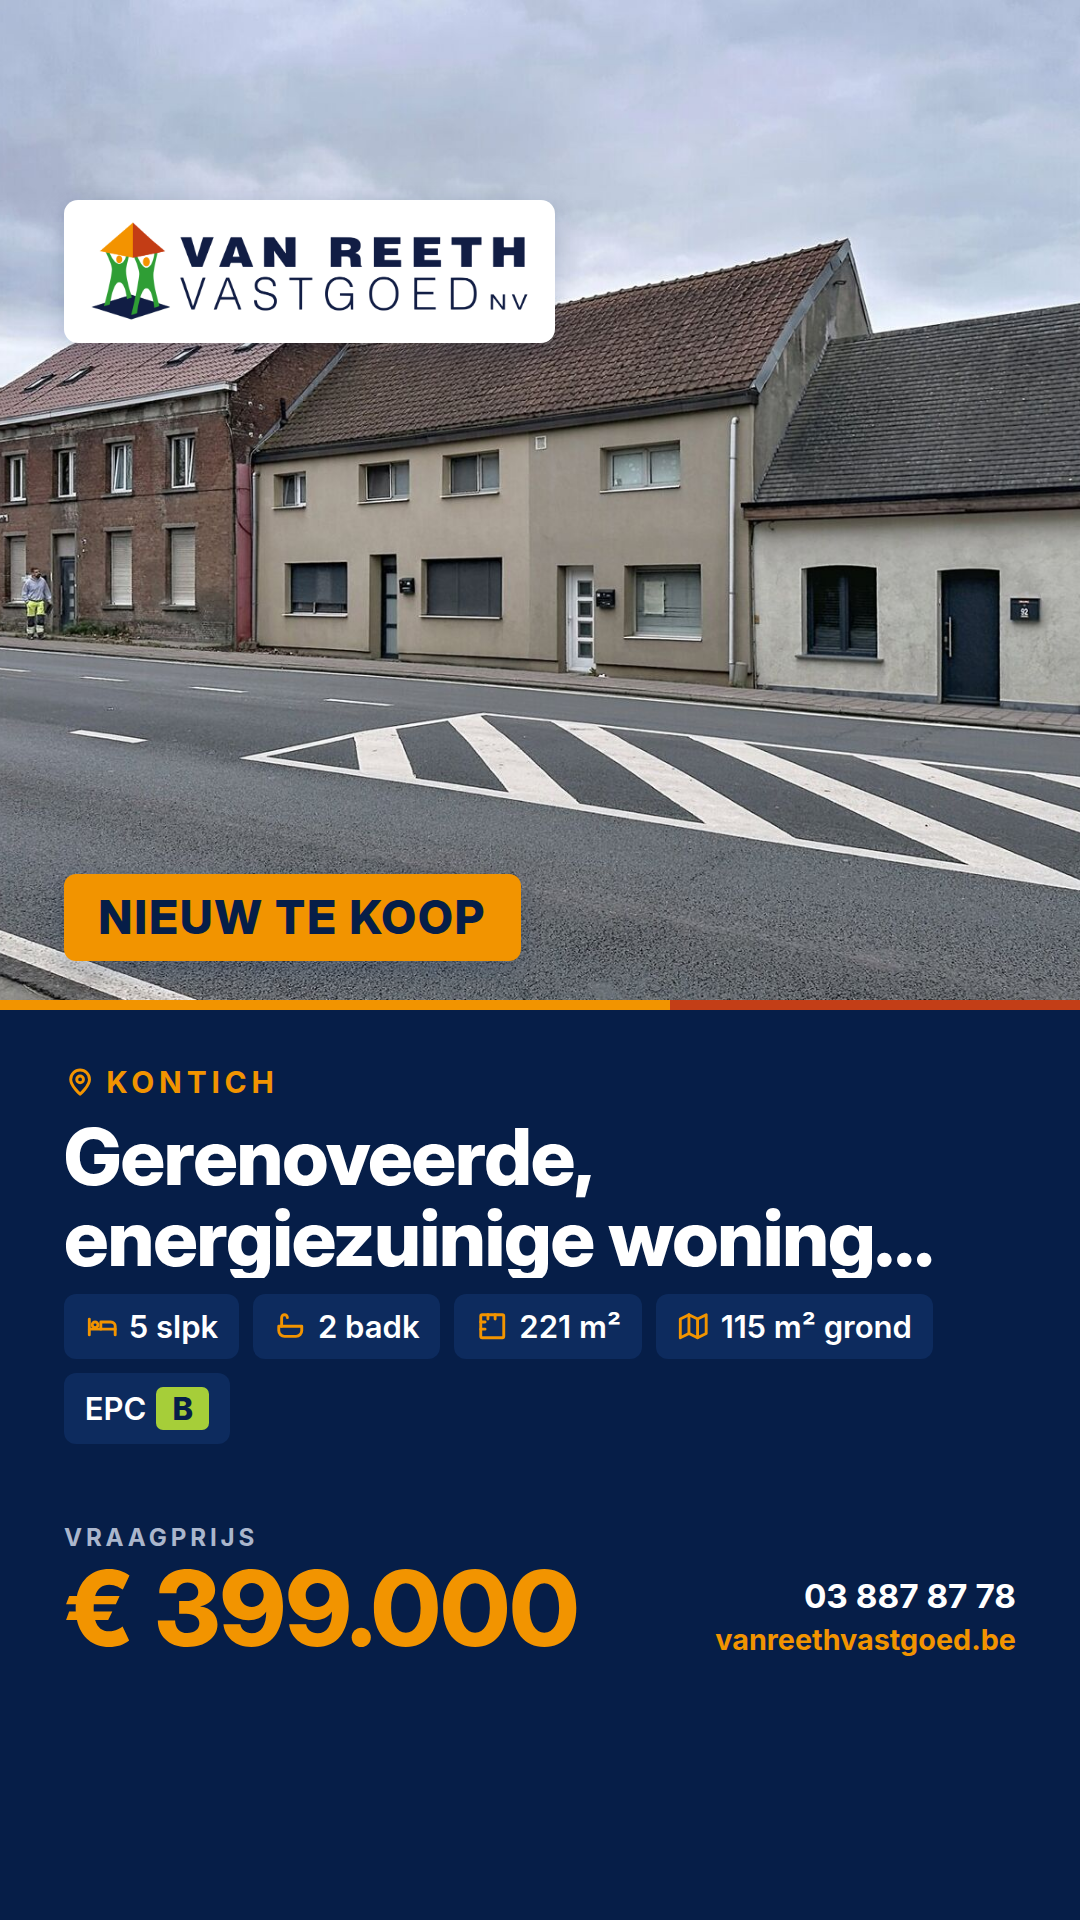 VAN REETH
VASTGOED NV
92
NIEUW TE KOOP
KONTICH
Gerenoveerde,
energiezuinige woning...
5 slpk
2 badk
221 m²
115 m² grond
EPC B
VRAAGPRIJS
€ 399.000
03 887 87 78
vanreethvastgoed.be